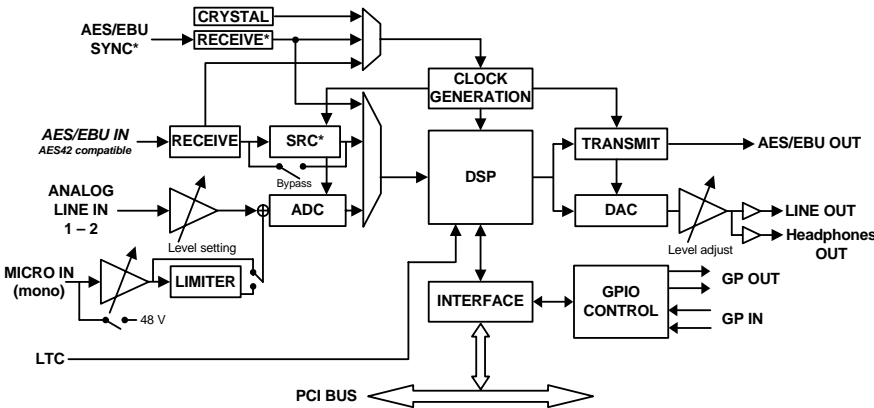 CRYSTAL
AES/EBU
SYNC*
RECEIVE*
CLOCK
GENERATION
AES/EBU IN
AES42 compatible
RECEIVE
SRC*
Bypass
DSP
TRANSMIT
AES/EBU OUT
ANALOG
LINE IN
1 – 2
Level setting
ADC
DAC
Level adjust
LINE OUT
Headphones
OUT
MICRO IN
(mono)
LIMITER
48 V
INTERFACE
GPIO
CONTROL
GP OUT
GP IN
LTC
PCI BUS